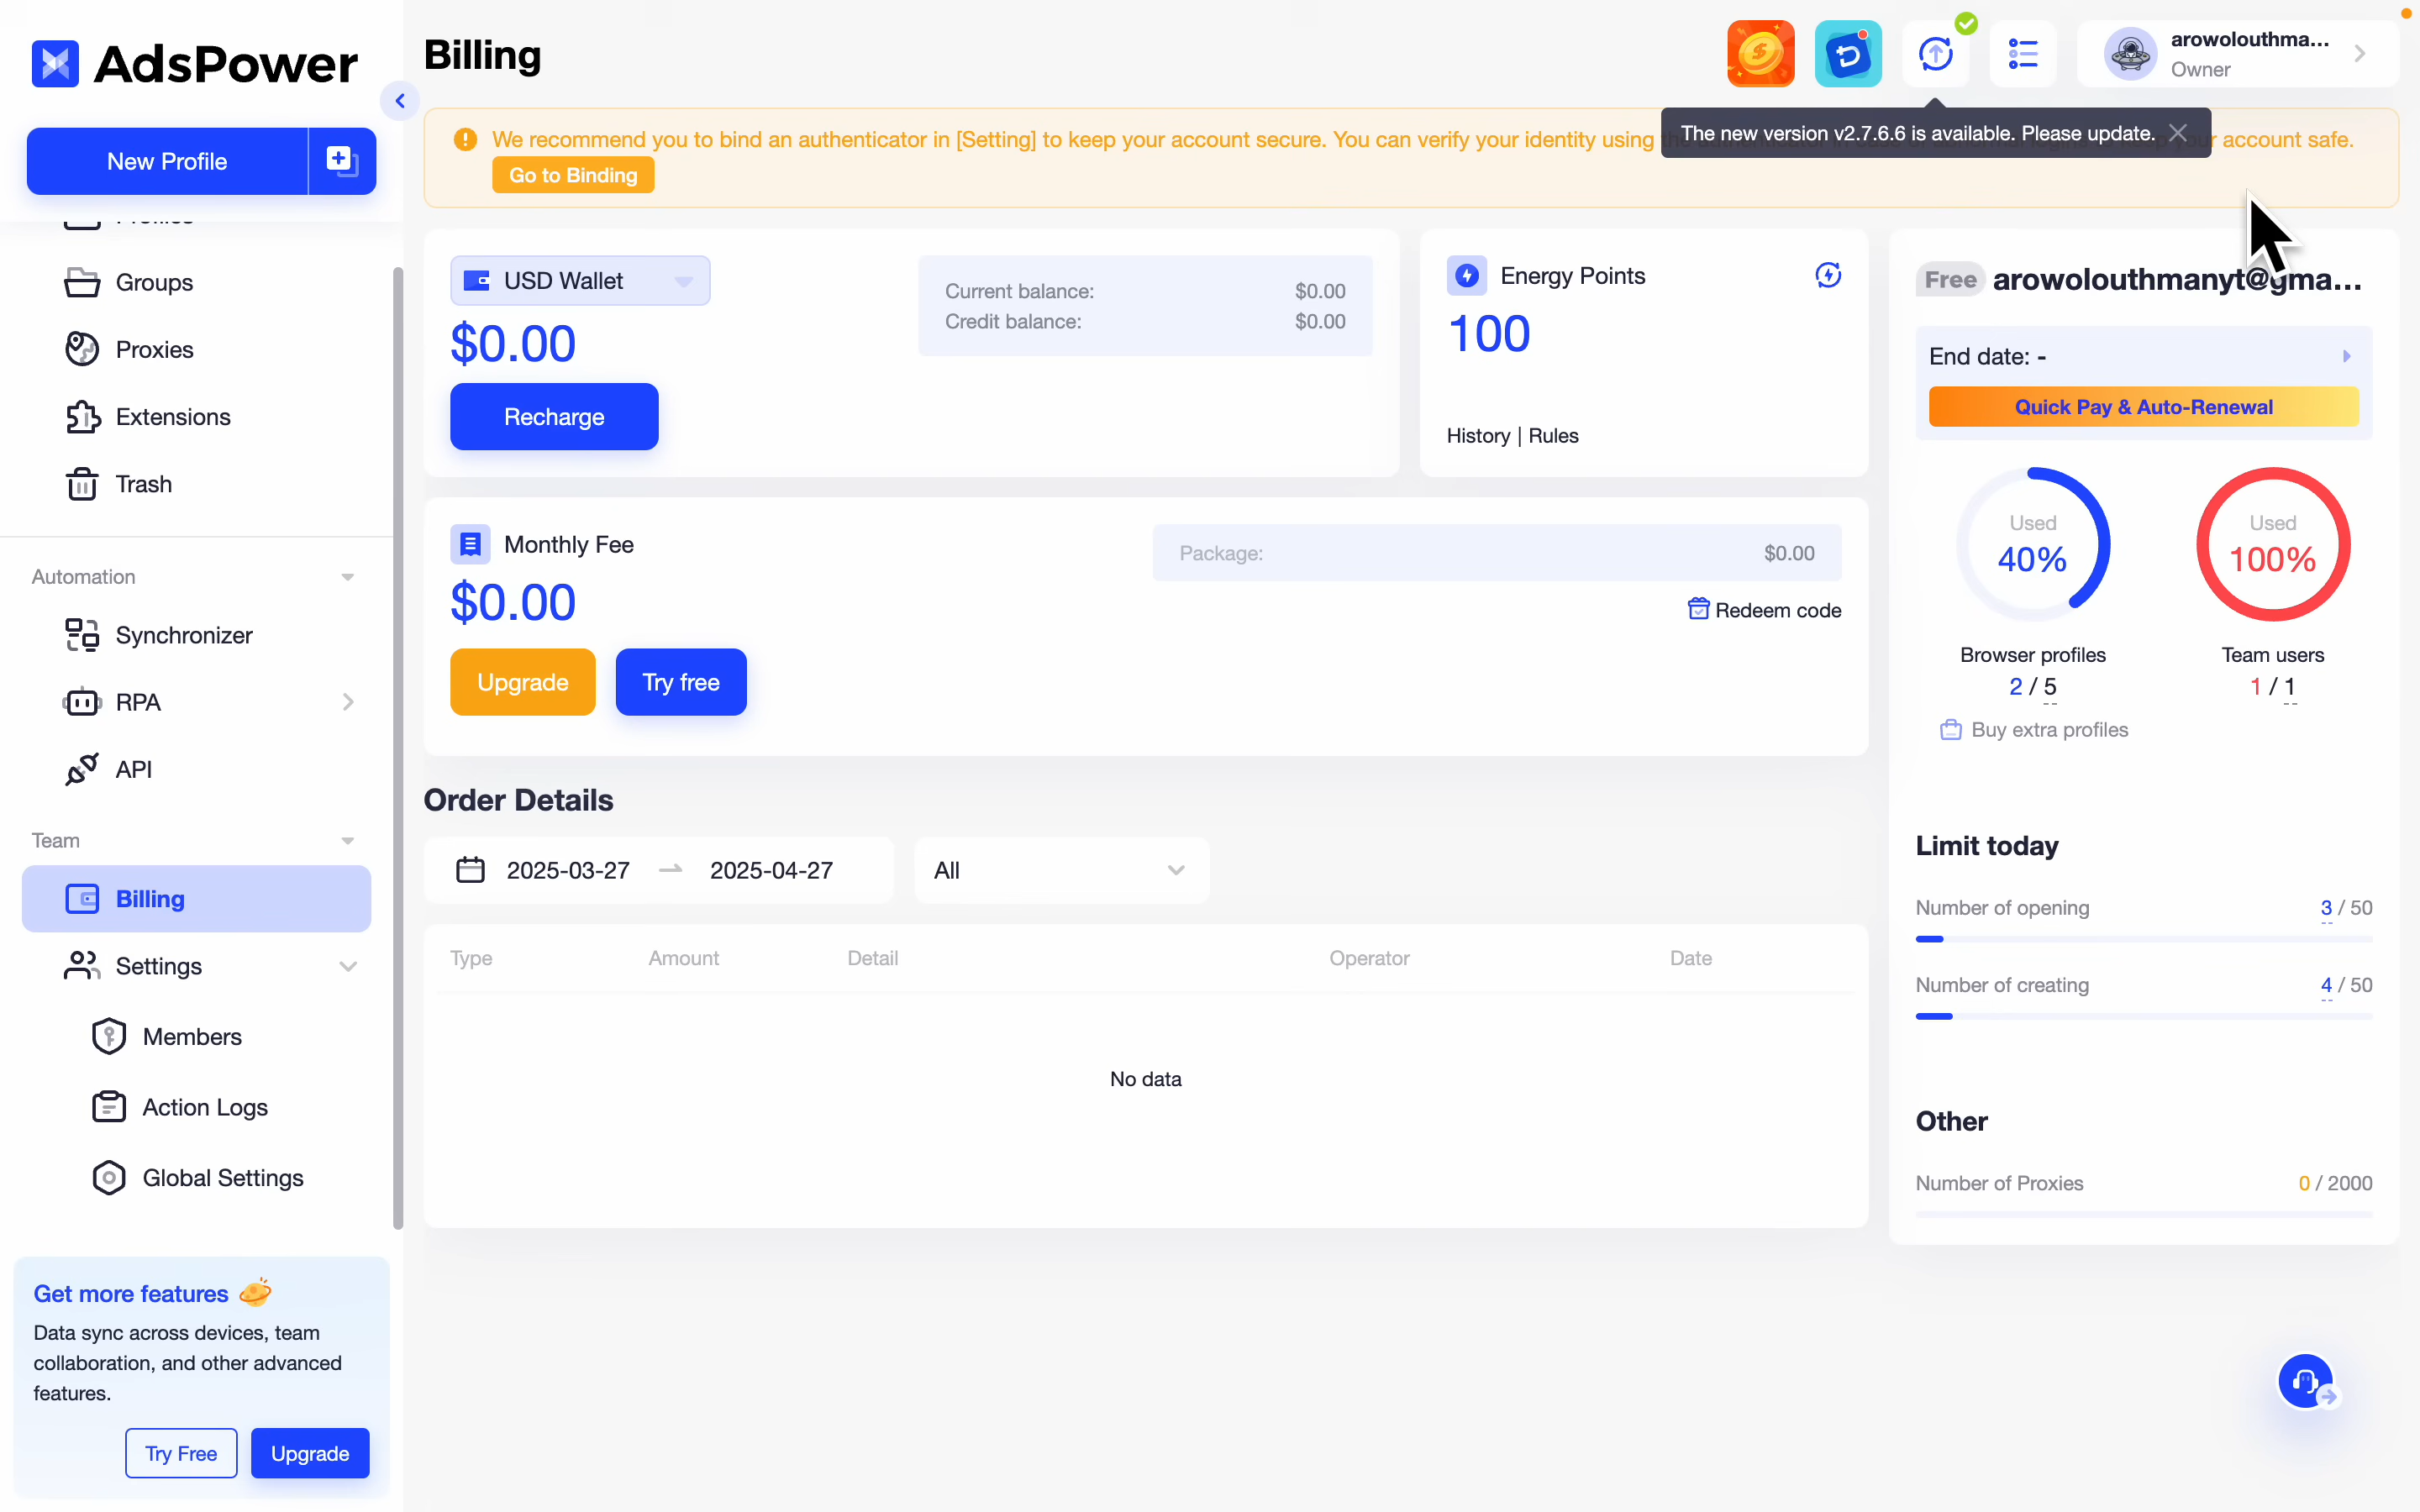 AdsPower
New Profile
Groups
Proxies
Extensions
Trash
Automation
Synchronizer
RPA
API
Team
Billing
Settings
Members
Action Logs
Global Settings
Get more features
Data sync across devices, team
collaboration, and other advanced
features.
Try Free
Upgrade
Billing
arowolouthma...
Owner
We recommend you to bind an authenticator in [Setting] to keep your account secure. You can verify your identity using
account safe.
The new version v2.7.6.6 is available. Please update.
Go to Binding
USD Wallet
$0.00
Current balance: $0.00
Credit balance: $0.00
Recharge
Energy Points
100
History | Rules
Monthly Fee
$0.00
Package: $0.00
Redeem code
Upgrade
Try free
Order Details
2025-03-27
2025-04-27
All
Type Amount Detail Operator Date
No data
Free arowolouthmanyt@gma...
End date: -
Quick Pay & Auto-Renewal
Used
40%
Browser profiles
2 / 5
Used
100%
Team users
1 / 1
Buy extra profiles
Limit today
Number of opening 3 / 50
Number of creating 4 / 50
Other
Number of Proxies 0 / 2000